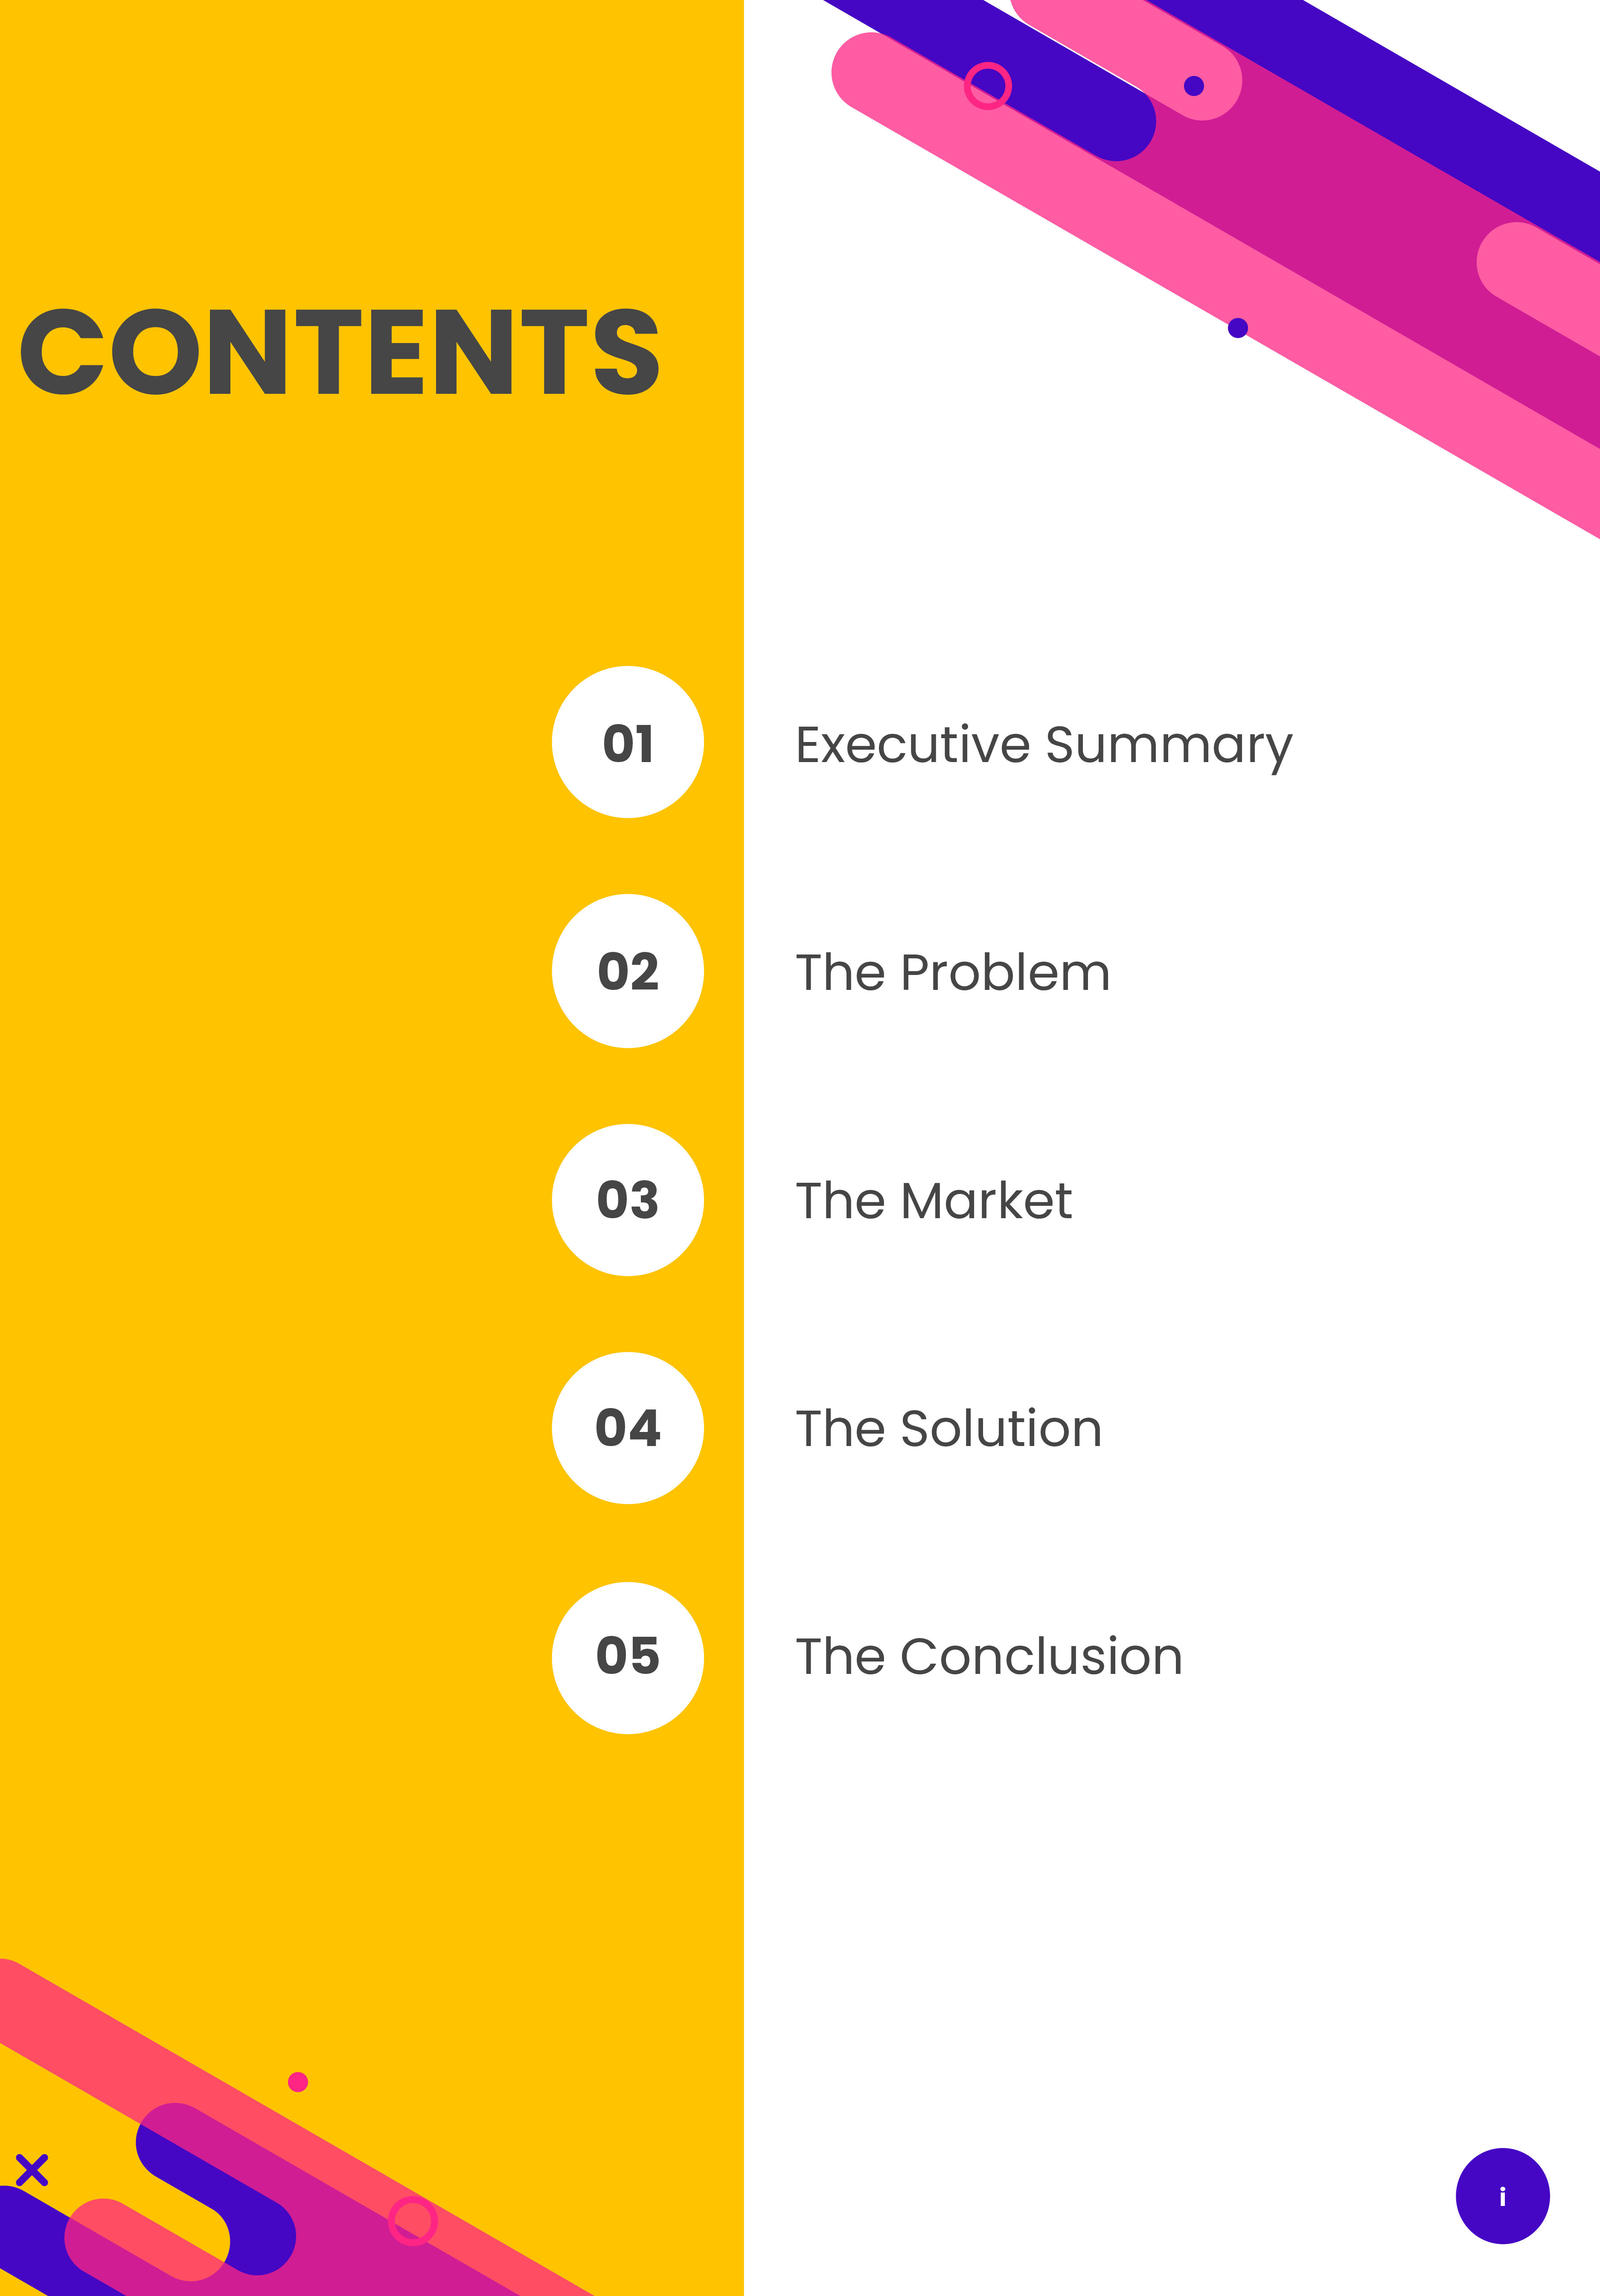 CONTENTS
01 Executive Summary
02 The Problem
03 The Market
04 The Solution
05 The Conclusion
i